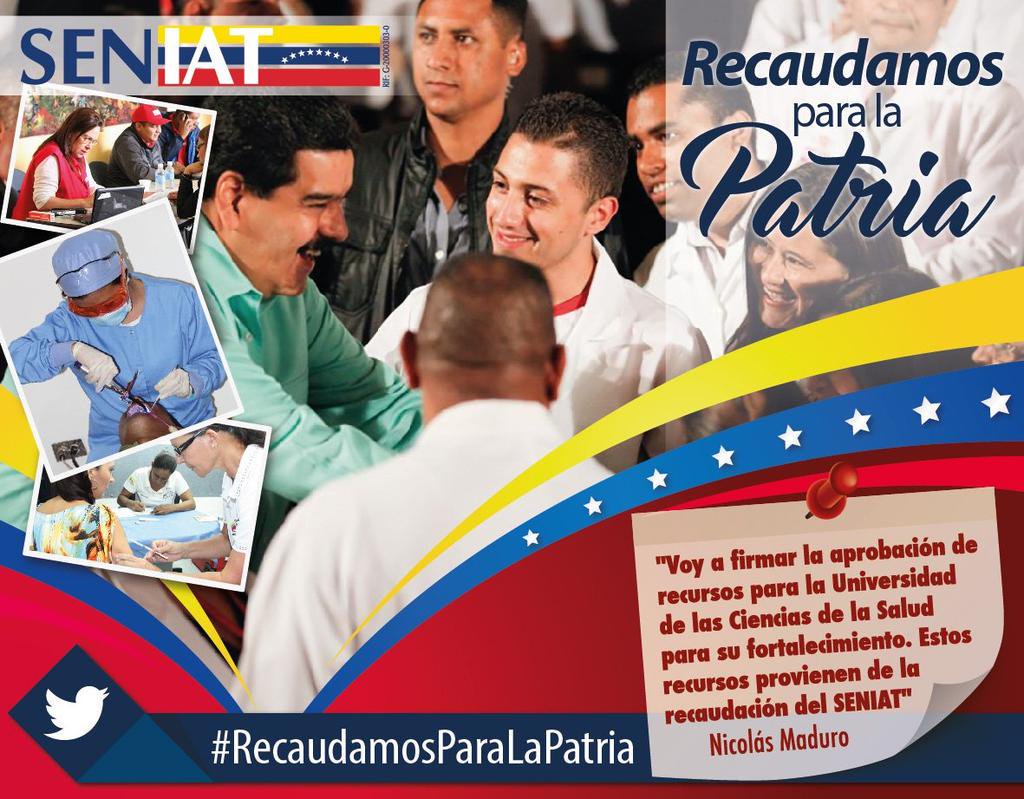 SENIAT
RIF: G-20000303-0
Recaudamos
para la
Patria
"Voy a firmar la aprobación de
recursos para la Universidad
de las Ciencias de la Salud
para su fortalecimiento. Estos
recursos provienen de la
recaudación del SENIAT"
Nicolás Maduro
#RecaudamosParaLaPatria